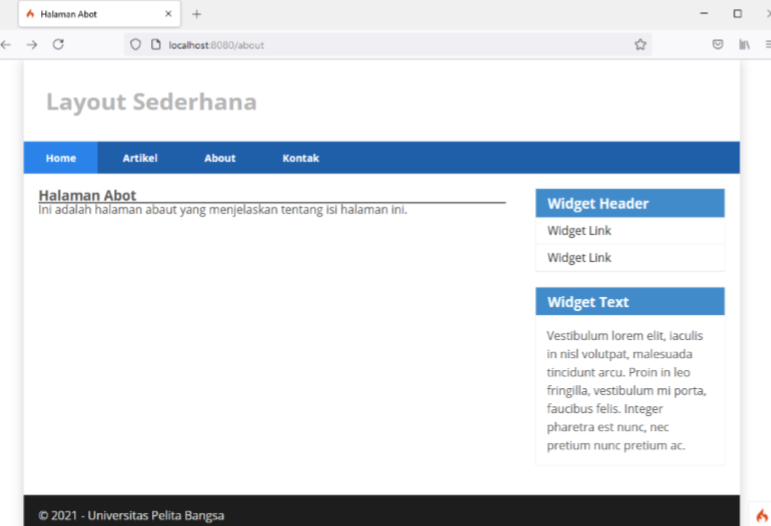 Halaman Abot
localhost:8080/about
Layout Sederhana
Home Artikel About Kontak
Halaman Abot
Ini adalah halaman abaut yang menjelaskan tentang isi halaman ini.
Widget Header
Widget Link
Widget Link
Widget Text
Vestibulum lorem elit, iaculis
in nisl volutpat, malesuada
tincidunt arcu. Proin in leo
fringilla, vestibulum mi porta,
faucibus felis. Integer
pharetra est nunc, nec
pretium nunc pretium ac.
© 2021 - Universitas Pelita Bangsa